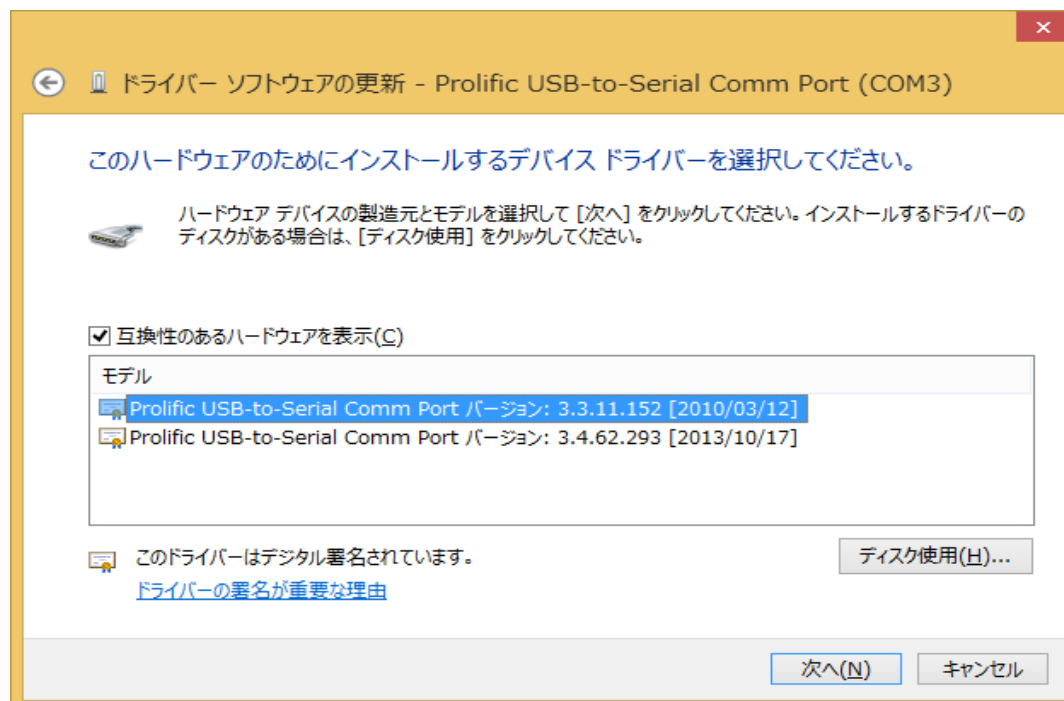 ドライバー ソフトウェアの更新 - Prolific USB-to-Serial Comm Port (COM3)
このハードウェアのためにインストールするデバイス ドライバーを選択してください。
ハードウェア デバイスの製造元とモデルを選択して [次へ] をクリックしてください。インストールするドライバーの
ディスクがある場合は、[ディスク使用] をクリックしてください。
互換性のあるハードウェアを表示(C)
モデル
Prolific USB-to-Serial Comm Port バージョン: 3.3.11.152 [2010/03/12]
Prolific USB-to-Serial Comm Port バージョン: 3.4.62.293 [2013/10/17]
このドライバーはデジタル署名されています。
ディスク使用(H)...
ドライバーの署名が重要な理由
次へ(N)
キャンセル